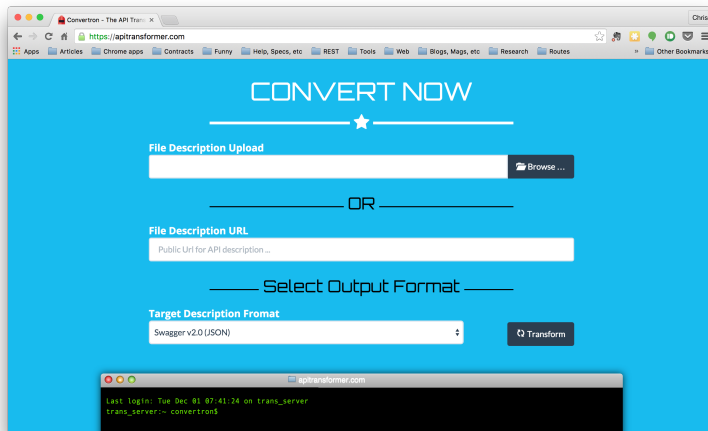 Convertron - The API Trans
Chris
https://apitransformer.com
Apps Articles Chrome apps Contracts Funny Help, Specs, etc REST Tools Web Blogs, Mags, etc Research Routes » Other Bookmarks
CONVERT NOW
File Description Upload
Browse ...
OR
File Description URL
Public Url for API description ...
Select Output Format
Target Description Fromat
Swagger v2.0 (JSON)
Transform
apitransformer.com
Last login: Tue Dec 01 07:41:24 on trans_server
trans_server:~ convertron$